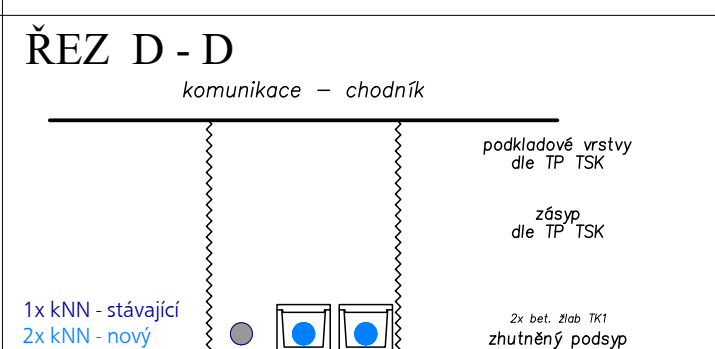 ŘEZ D - D
komunikace – chodník
podkladové vrstvy
dle TP TSK
zásyp
dle TP TSK
1x kNN - stávající
2x kNN - nový
2x bet. žlab TK1
zhutněný podsyp